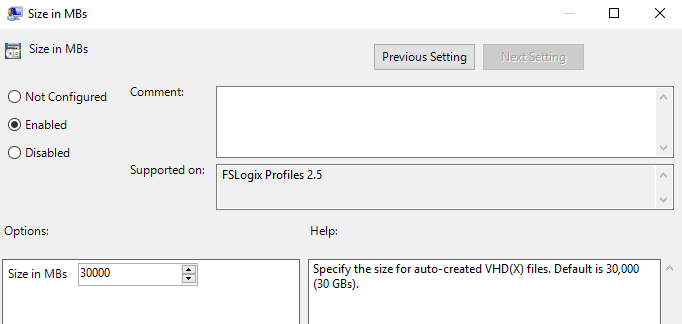 Size in MBs
Size in MBs
Previous Setting
Next Setting
Not Configured
Comment:
Enabled
Disabled
Supported on:
FSLogix Profiles 2.5
Options:
Help:
Size in MBs 30000
Specify the size for auto-created VHD(X) files. Default is 30,000
(30 GBs).